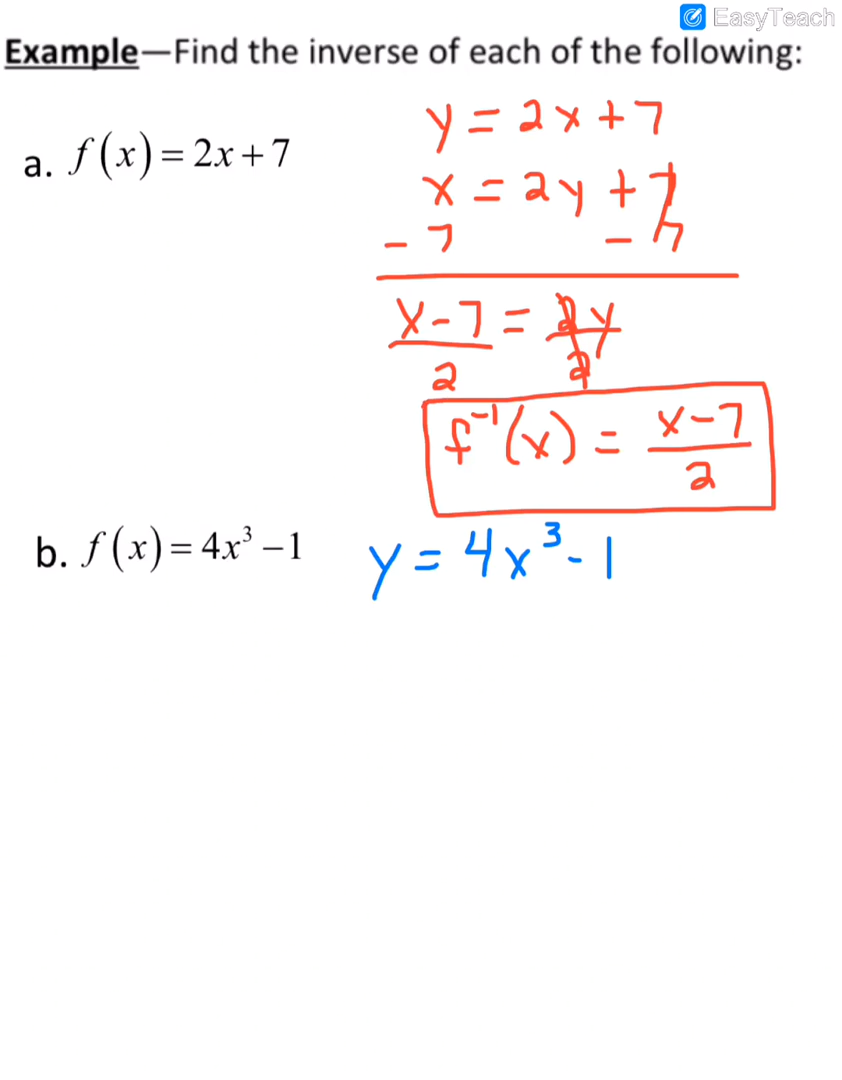 EasyTeach
Example—Find the inverse of each of the following:
a. f(x) = 2x + 7
y = 2x + 7
x = 2y + 7
- 7 - 7
x - 7 = 2y
2 2
f⁻¹(x) = x - 7
2
b. f(x) = 4x³ – 1
y = 4x³ - 1